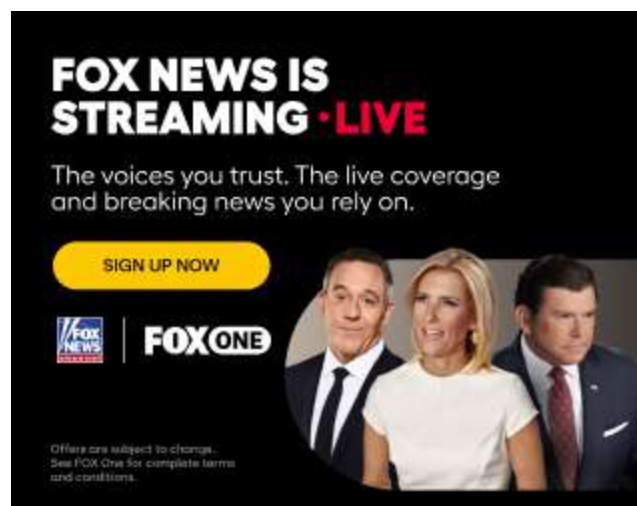 FOX NEWS IS
STREAMING • LIVE
The voices you trust. The live coverage
and breaking news you rely on.
SIGN UP NOW
FOX
NEWS
FOX ONE
Offers are subject to change.
See FOX One for complete terms
and conditions.